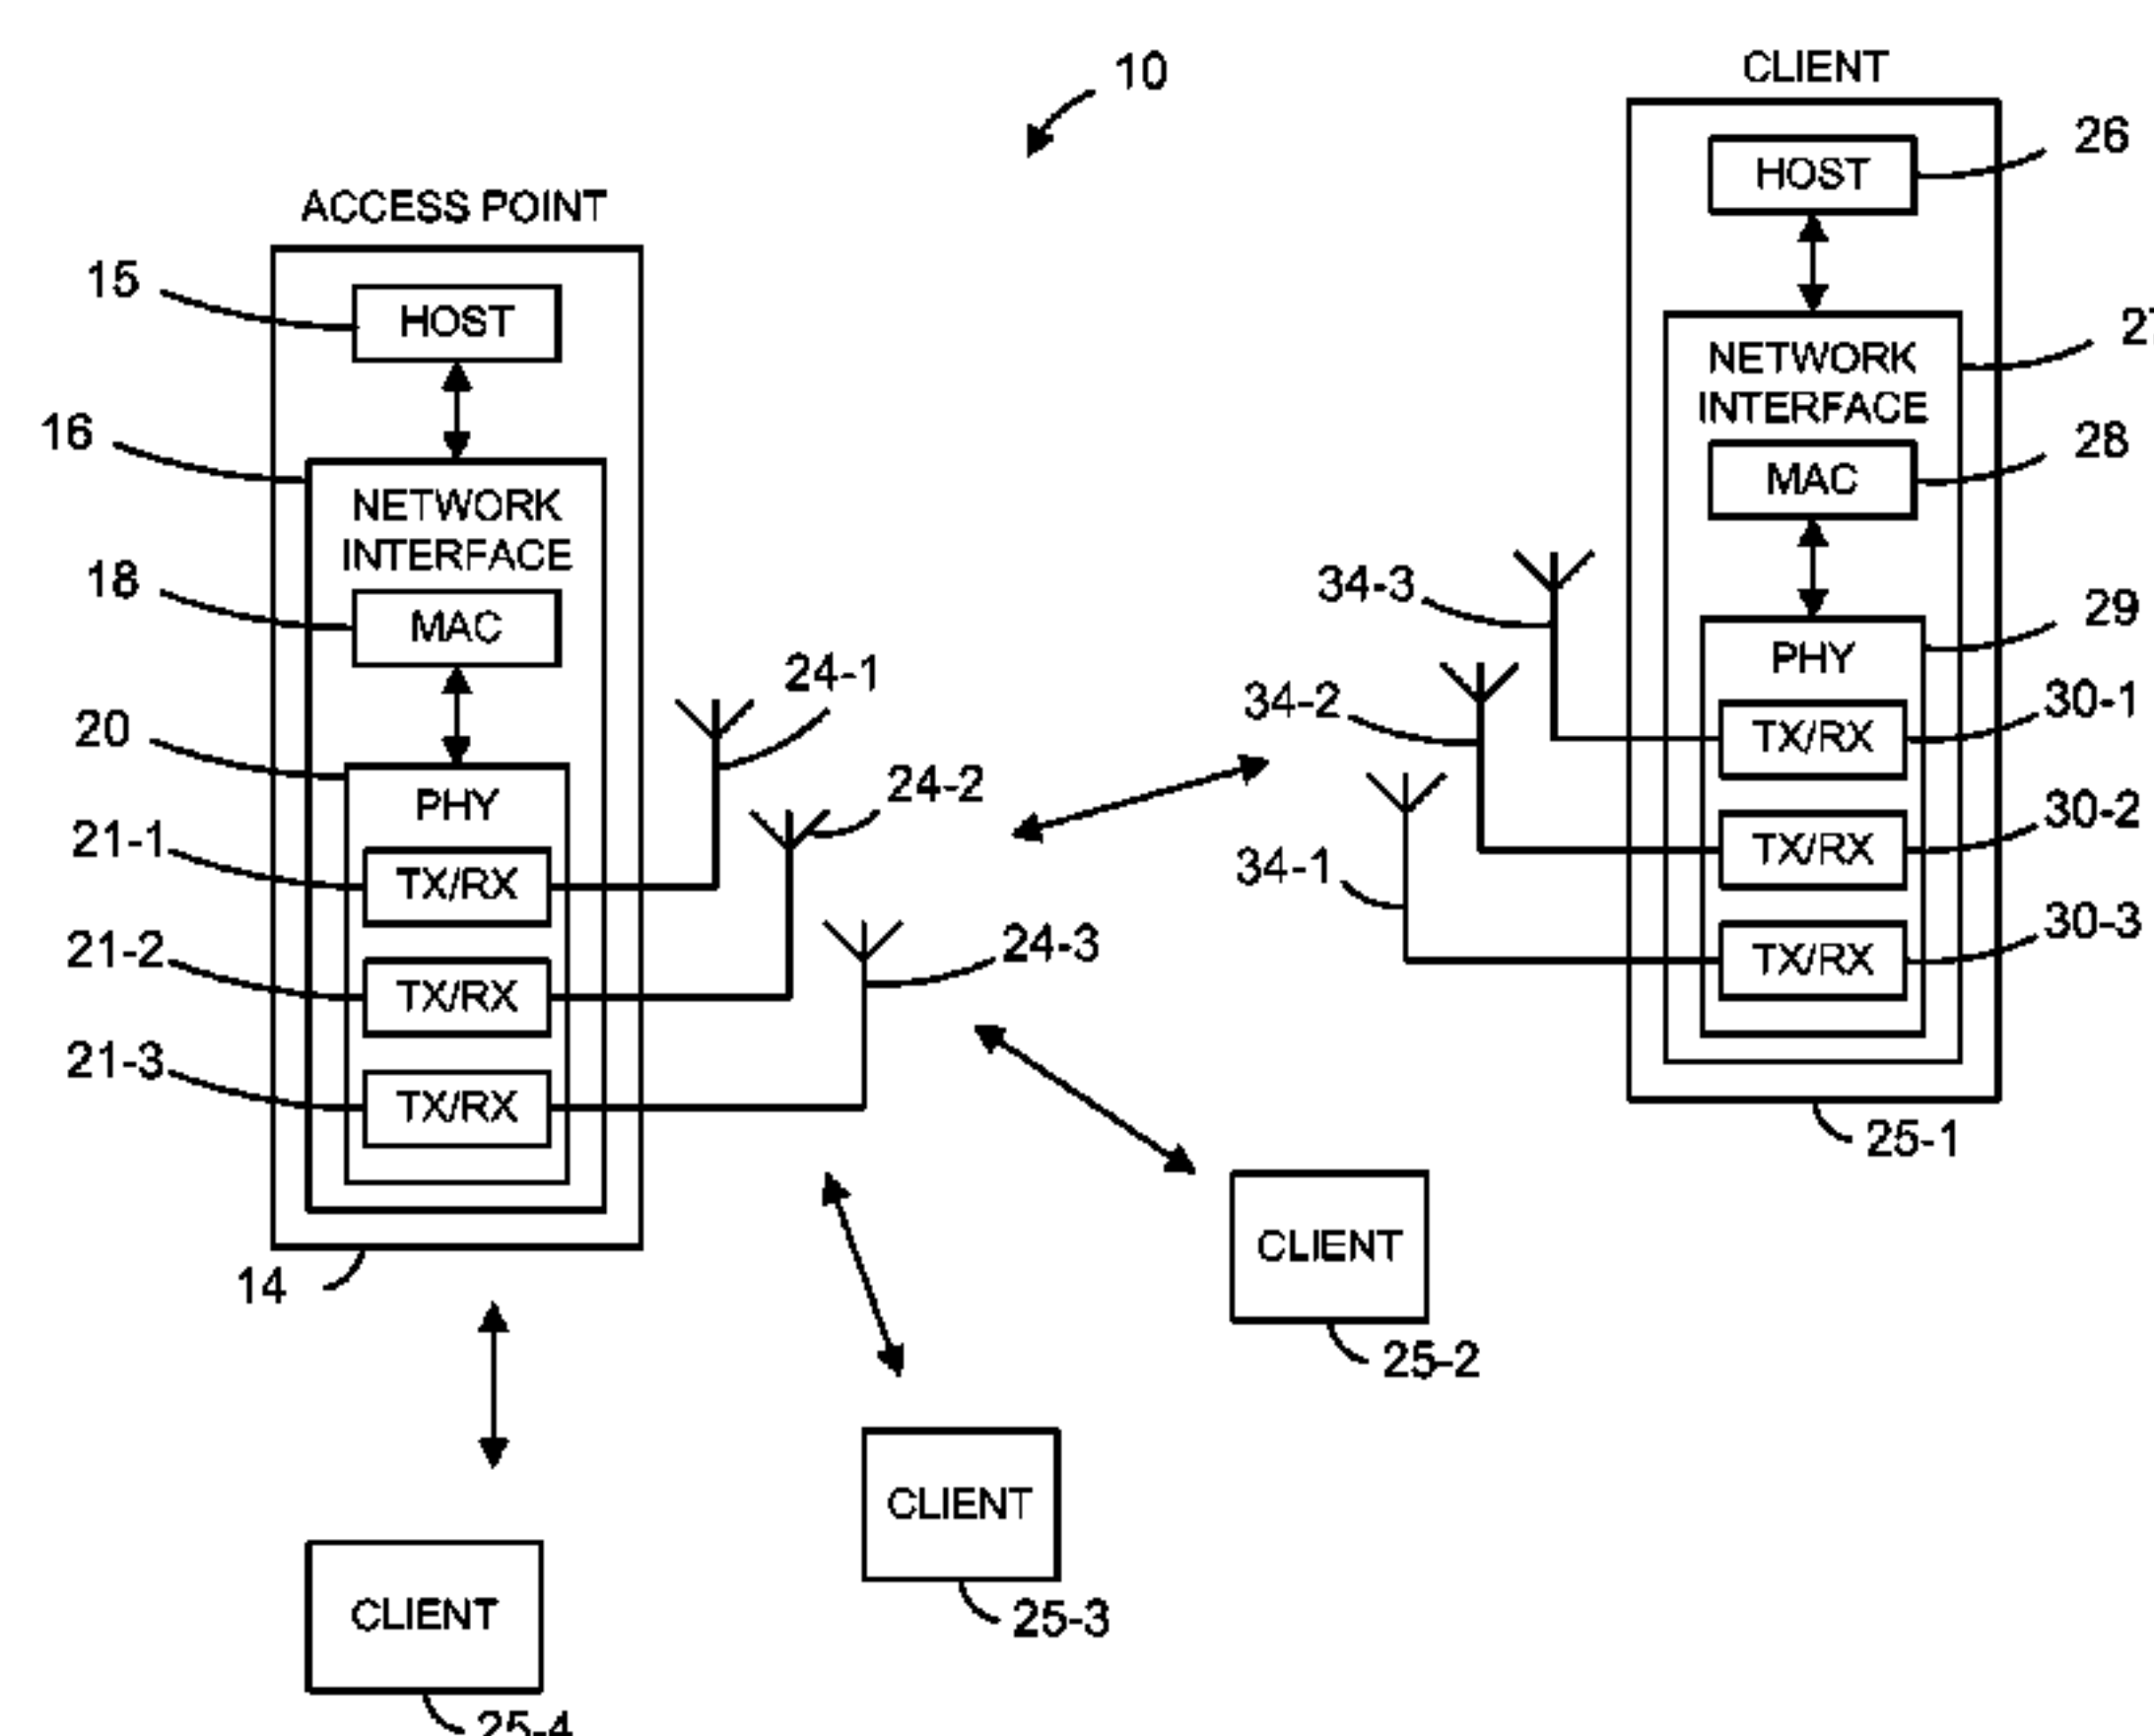 10
CLIENT
HOST
26
ACCESS POINT
15
HOST
27
NETWORK
INTERFACE
16
28
MAC
NETWORK
INTERFACE
18
MAC
34-3
29
PHY
24-1
34-2
30-1
TX/RX
20
PHY
24-2
30-2
TX/RX
21-1
TX/RX
34-1
30-3
TX/RX
21-2
TX/RX
24-3
21-3
TX/RX
25-1
14
CLIENT
25-2
CLIENT
25-3
CLIENT
25-4